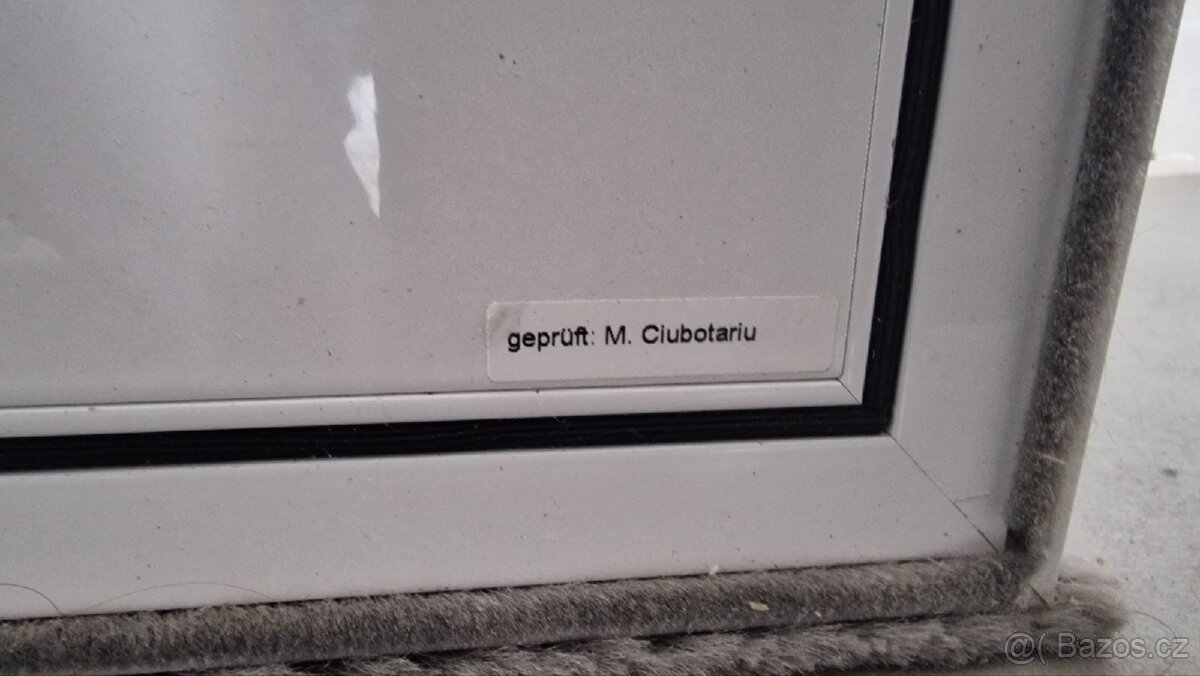 geprüft: M. Ciubotariu
@( Bazos.cz